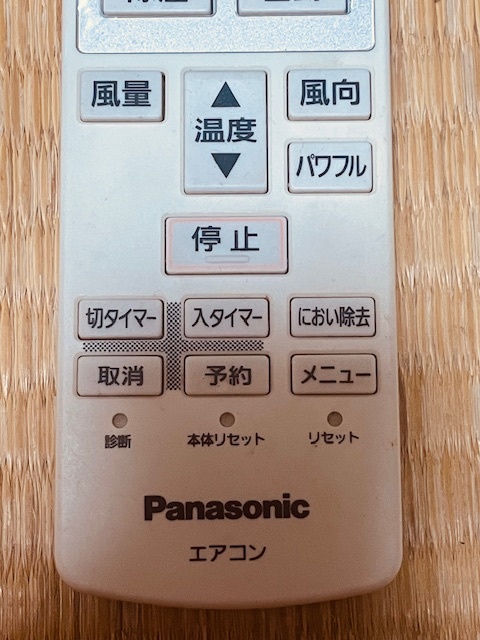 風量
▲
温度
▼
風向
パワフル
停止
切タイマー
入タイマー
におい除去
取消
予約
メニュー
診断
本体リセット
リセット
Panasonic
エアコン